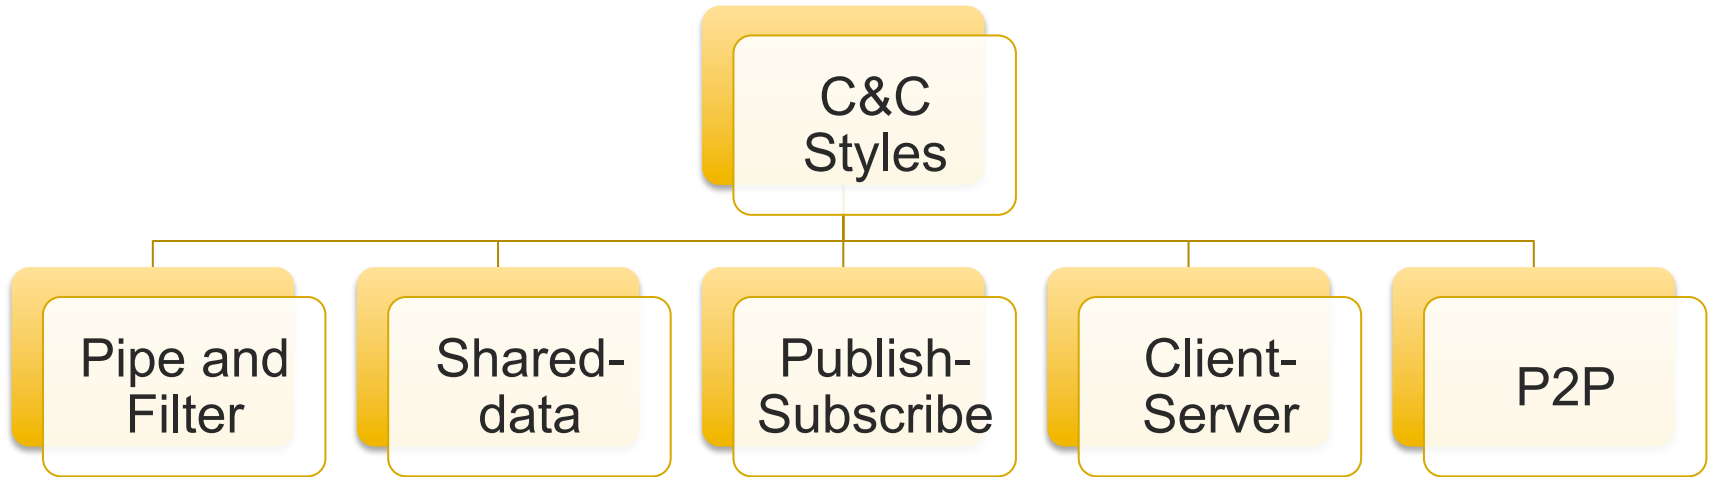 C&C
Styles
Pipe and
Filter
Shared-
data
Publish-
Subscribe
Client-
Server
P2P